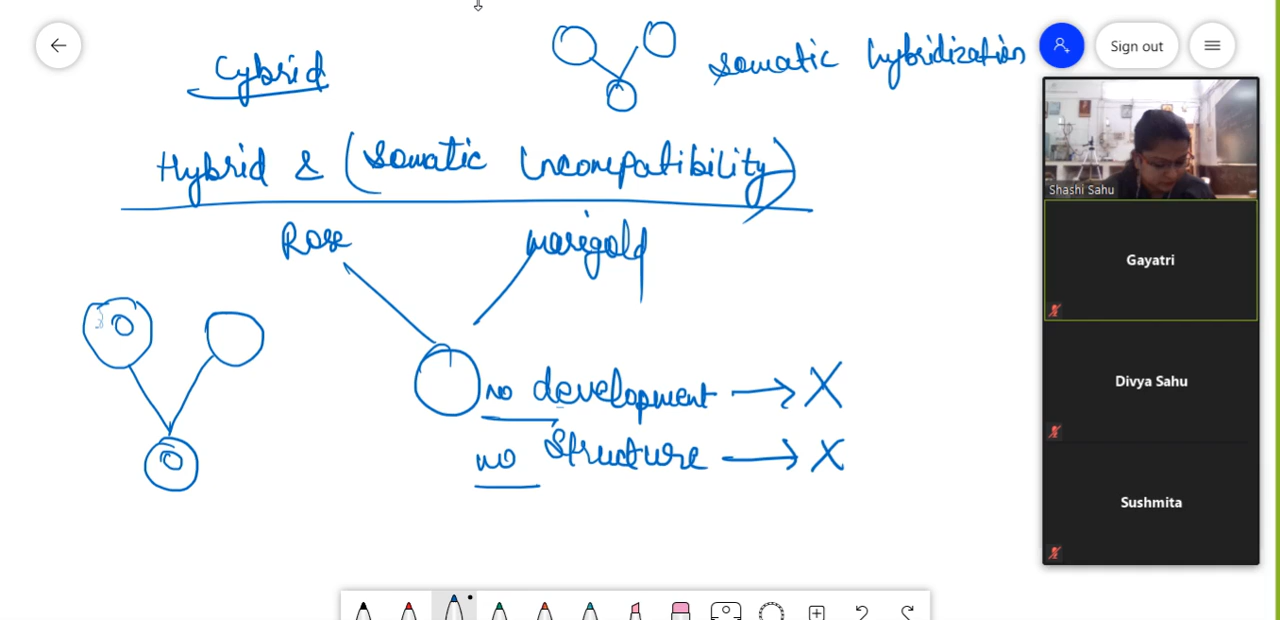 Cybrid
somatic hybridization
Sign out
Hybrid & (Somatic Incompatibility)
Shashi Sahu
Rose
marigold
Gayatri
no development → X
no structure → X
Divya Sahu
Sushmita